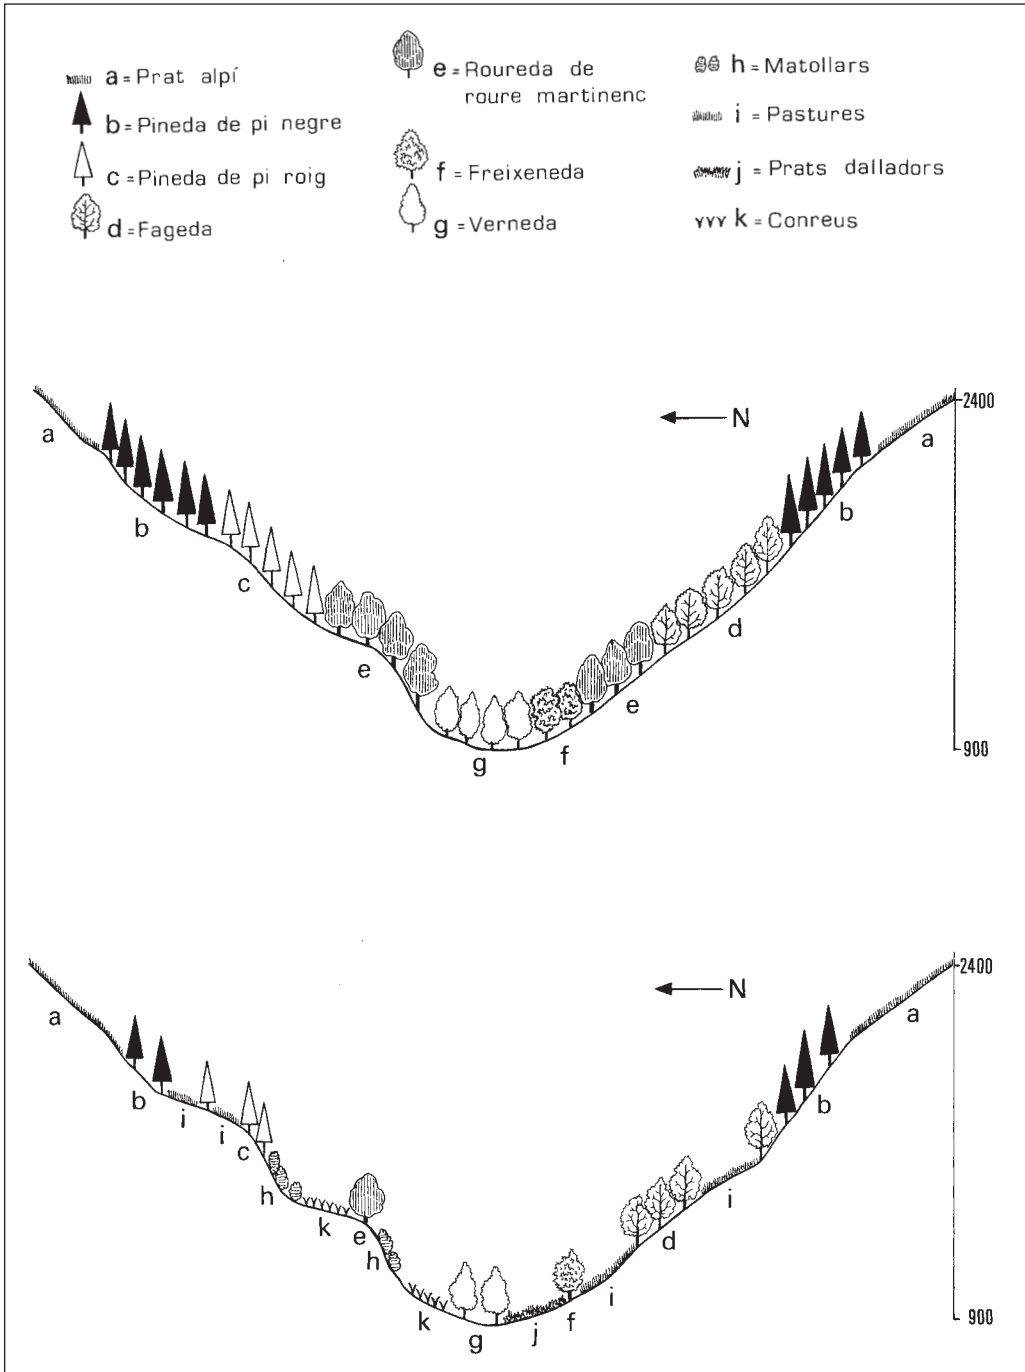 a = Prat alpí
b = Pineda de pi negre
c = Pineda de pi roig
d = Fageda
e = Roureda de
roure martinenc
f = Freixeneda
g = Verneda
h = Matollars
i = Pastures
j = Prats dalladors
k = Conreus
2400
N
a
a
b
b
c
d
e
e
g
f
900
2400
N
a
a
b
b
i
i
c
h
k
e
h
i
d
i
k
g
j
f
900